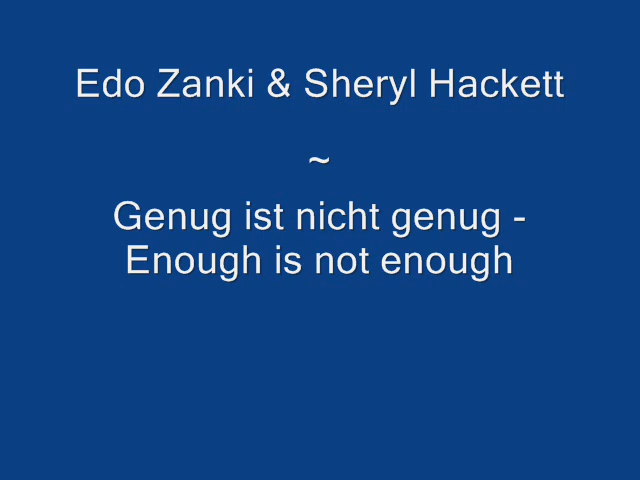 Edo Zanki & Sheryl Hackett
~
Genug ist nicht genug -
Enough is not enough